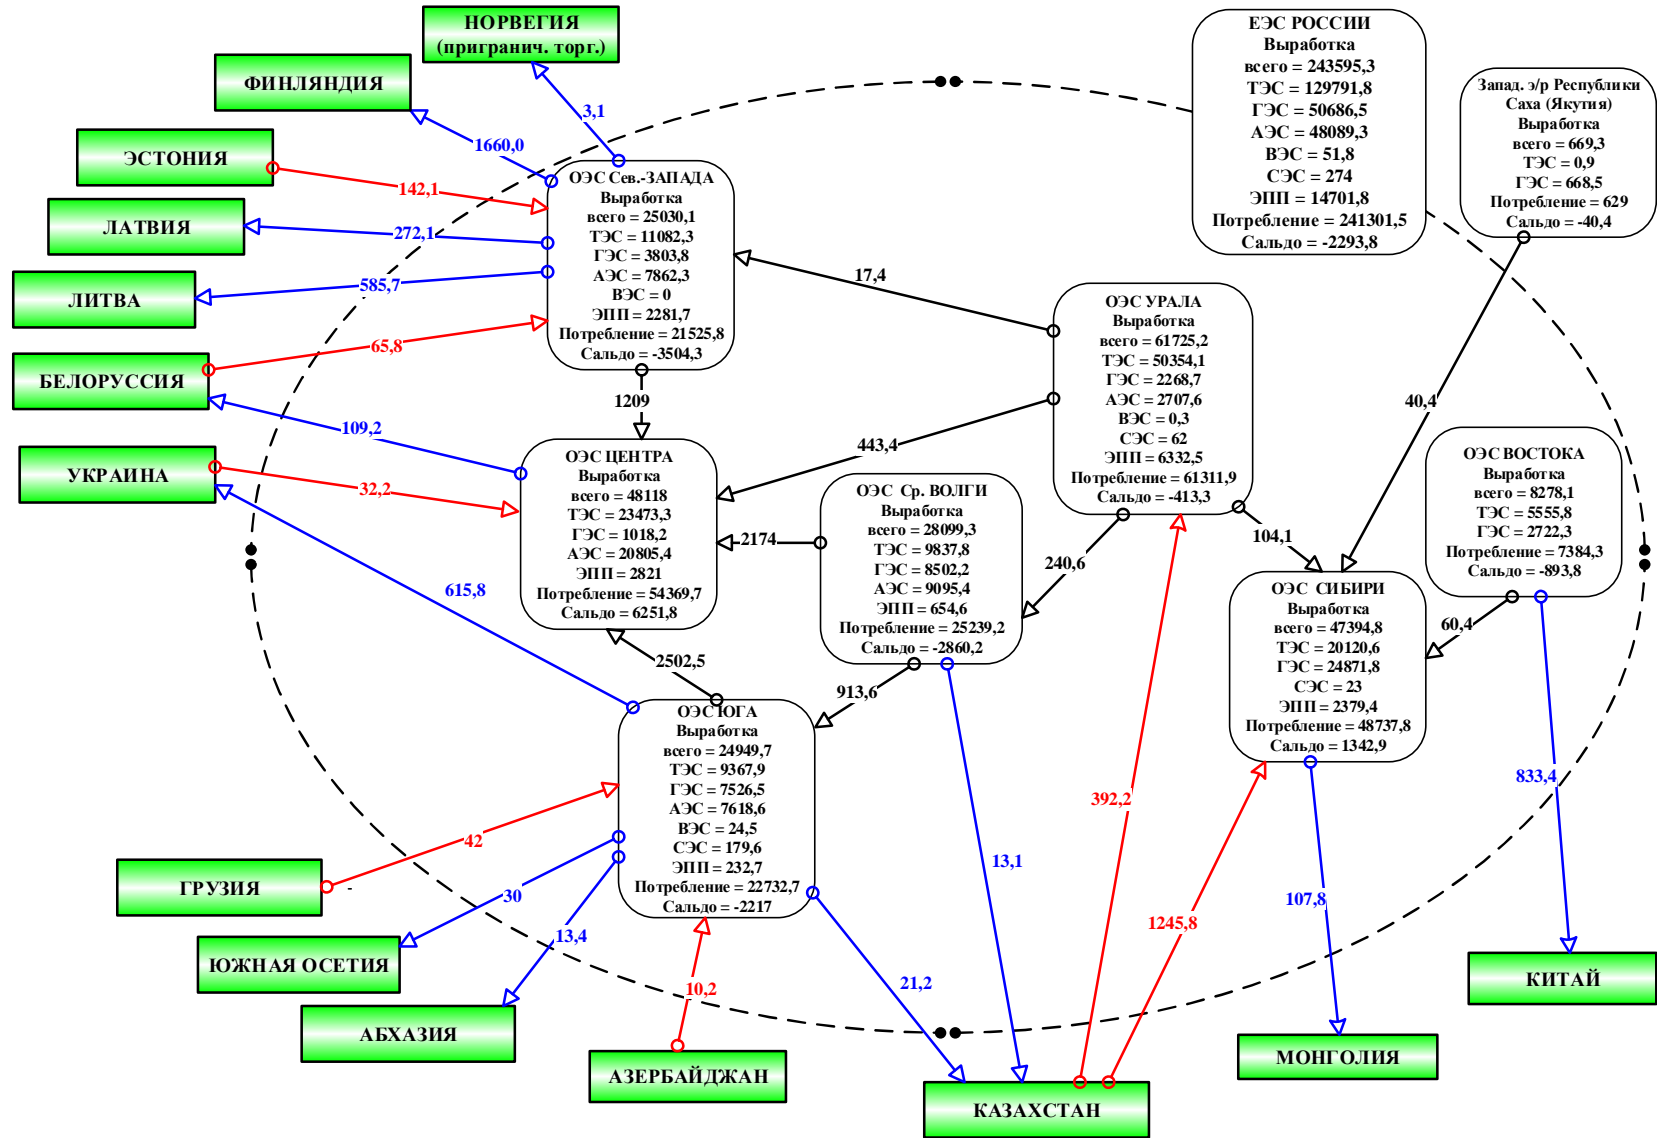 НОРВЕГИЯ
(пригранич. торг.)
ФИНЛЯНДИЯ
ЭСТОНИЯ
ЛАТВИЯ
ЛИТВА
БЕЛОРУССИЯ
УКРАИНА
ГРУЗИЯ
ЮЖНАЯ ОСЕТИЯ
АБХАЗИЯ
АЗЕРБАЙДЖАН
КАЗАХСТАН
МОНГОЛИЯ
КИТАЙ
ЕЭС РОССИИ
Выработка
всего = 243595,3
ТЭС = 129791,8
ГЭС = 50686,5
АЭС = 48089,3
ВЭС = 51,8
СЭС = 274
ЭПП = 14701,8
Потребление = 241301,5
Сальдо = -2293,8
Запад. э/р Республики
Саха (Якутия)
Выработка
всего = 669,3
ТЭС = 0,9
ГЭС = 668,5
Потребление = 629
Сальдо = -40,4
ОЭС Сев.-ЗАПАДА
Выработка
всего = 25030,1
ТЭС = 11082,3
ГЭС = 3803,8
АЭС = 7862,3
ВЭС = 0
ЭПП = 2281,7
Потребление = 21525,8
Сальдо = -3504,3
ОЭС УРАЛА
Выработка
всего = 61725,2
ТЭС = 50354,1
ГЭС = 2268,7
АЭС = 2707,6
ВЭС = 0,3
СЭС = 62
ЭПП = 6332,5
Потребление = 61311,9
Сальдо = -413,3
ОЭС ЦЕНТРА
Выработка
всего = 48118
ТЭС = 23473,3
ГЭС = 1018,2
АЭС = 20805,4
ЭПП = 2821
Потребление = 54369,7
Сальдо = 6251,8
ОЭС Ср. ВОЛГИ
Выработка
всего = 28099,3
ТЭС = 9837,8
ГЭС = 8502,2
АЭС = 9095,4
ЭПП = 654,6
Потребление = 25239,2
Сальдо = -2860,2
ОЭС ВОСТОКА
Выработка
всего = 8278,1
ТЭС = 5555,8
ГЭС = 2722,3
Потребление = 7384,3
Сальдо = -893,8
ОЭС СИБИРИ
Выработка
всего = 47394,8
ТЭС = 20120,6
ГЭС = 24871,8
СЭС = 23
ЭПП = 2379,4
Потребление = 48737,8
Сальдо = 1342,9
ОЭС ЮГА
Выработка
всего = 24949,7
ТЭС = 9367,9
ГЭС = 7526,5
АЭС = 7618,6
ВЭС = 24,5
СЭС = 179,6
ЭПП = 232,7
Потребление = 22732,7
Сальдо = -2217
3,1
1660,0
142,1
272,1
585,7
65,8
109,2
32,2
615,8
1209
17,4
443,4
2174
240,6
104,1
40,4
60,4
2502,5
913,6
42
-
30
13,4
10,2
21,2
13,1
392,2
1245,8
107,8
833,4